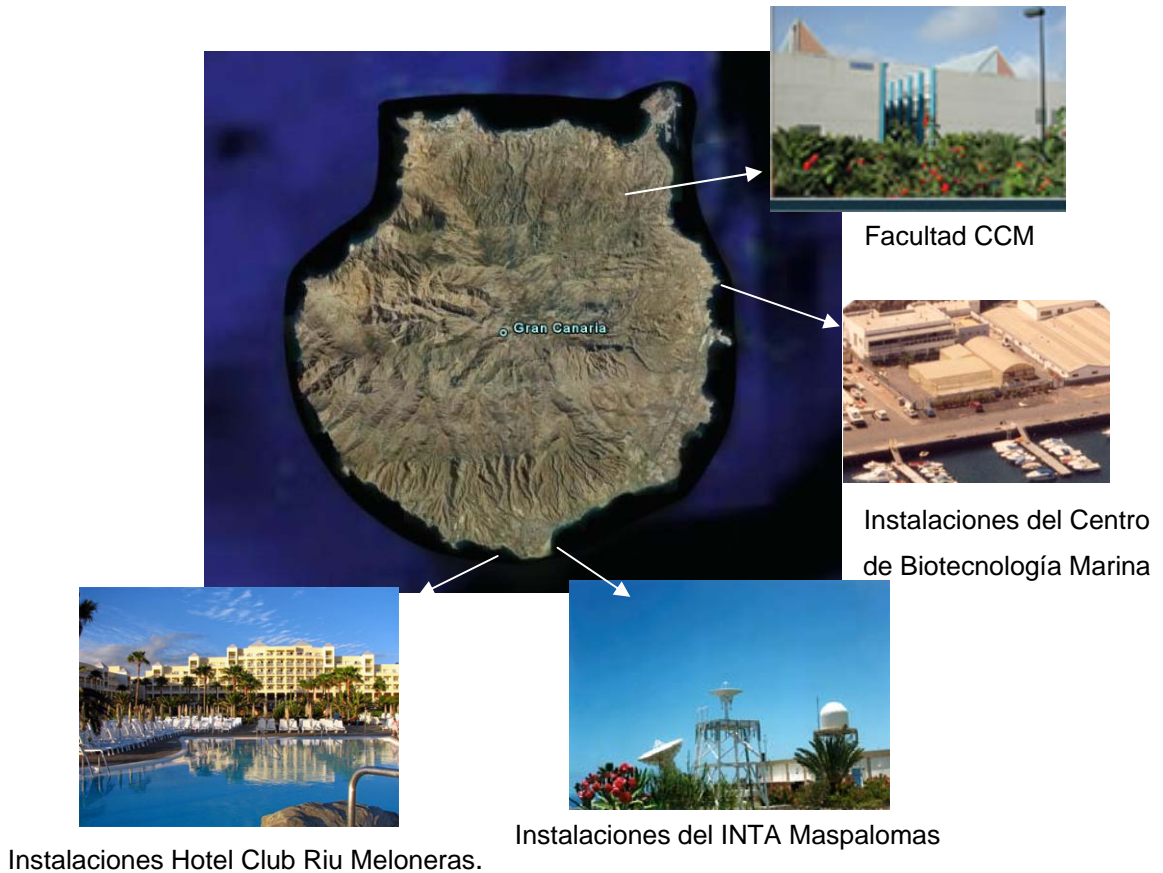 Facultad CCM
Gran Canaria
Instalaciones del Centro
de Biotecnología Marina
Instalaciones del INTA Maspalomas
Instalaciones Hotel Club Riu Meloneras.